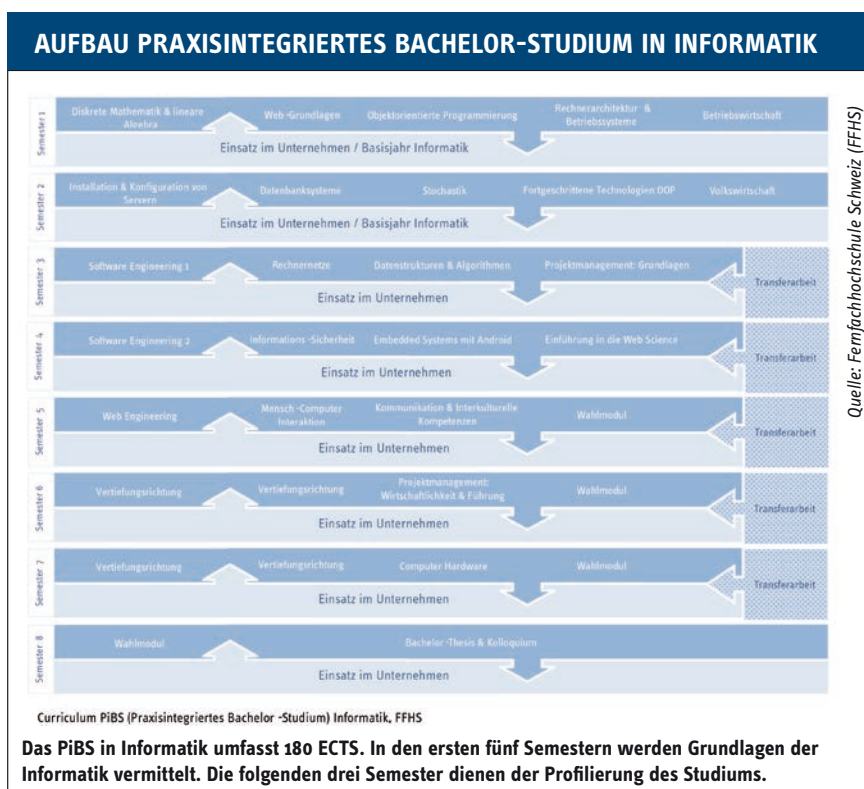 AUFBAU PRAXISINTEGRIERTES BACHELOR-STUDIUM IN INFORMATIK
Semester 1
Diskrete Mathematik & lineare
Algebra
Web -Grundlagen
Objektorientierte Programmierung
Rechnerarchitektur &
Betriebssysteme
Betriebswirtschaft
Einsatz im Unternehmen / Basisjahr Informatik
Semester 2
Installation & Konfiguration von
Servern
Datenbanksysteme
Stochastik
Fortgeschrittene Technologien OOP
Volkswirtschaft
Einsatz im Unternehmen / Basisjahr Informatik
Semester 3
Software Engineering 1
Rechnernetze
Datenstrukturen & Algorithmen
Projektmanagement: Grundlagen
Transferarbeit
Einsatz im Unternehmen
Semester 4
Software Engineering 2
Informations -Sicherheit
Embedded Systems mit Android
Einführung in die Web Science
Transferarbeit
Einsatz im Unternehmen
Semester 5
Web Engineering
Mensch -Computer
Interaktion
Kommunikation & Interkulturelle
Kompetenzen
Wahlmodul
Transferarbeit
Einsatz im Unternehmen
Semester 6
Vertiefungsrichtung
Vertiefungsrichtung
Projektmanagement:
Wirtschaftlichkeit & Führung
Wahlmodul
Transferarbeit
Einsatz im Unternehmen
Semester 7
Vertiefungsrichtung
Vertiefungsrichtung
Computer Hardware
Wahlmodul
Transferarbeit
Einsatz im Unternehmen
Semester 8
Wahlmodul
Bachelor -Thesis & Kolloquium
Einsatz im Unternehmen
Quelle: Fernfachhochschule Schweiz (FFHS)
Curriculum PiBS (Praxisintegriertes Bachelor -Studium) Informatik, FFHS
Das PiBS in Informatik umfasst 180 ECTS. In den ersten fünf Semestern werden Grundlagen der
Informatik vermittelt. Die folgenden drei Semester dienen der Profilierung des Studiums.